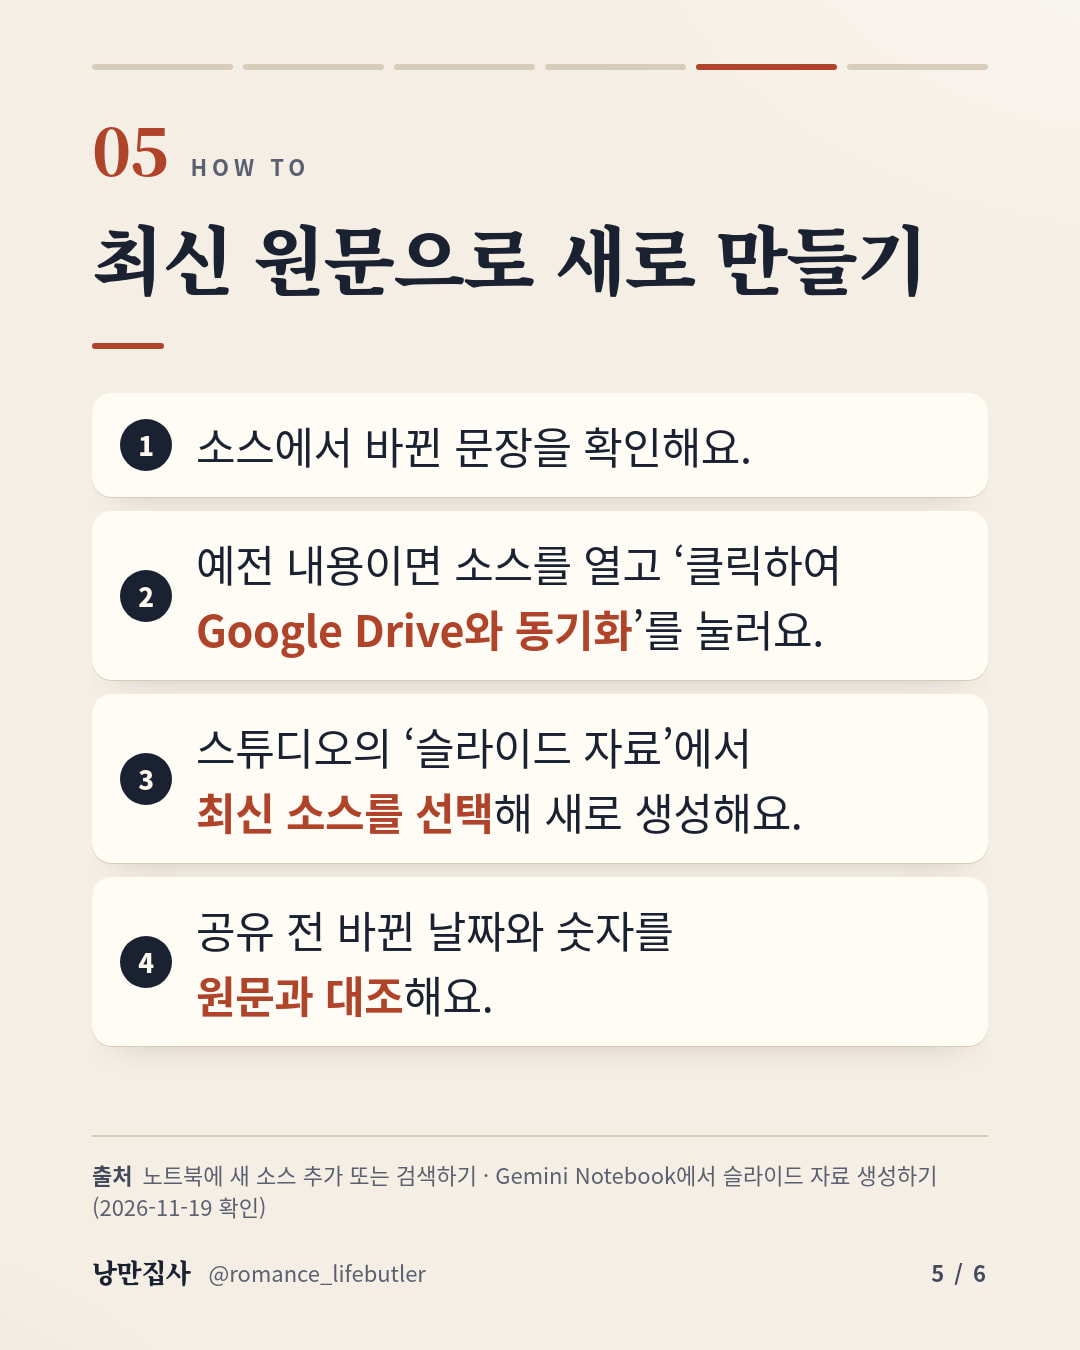 05 HOW TO
최신 원문으로 새로 만들기
1 소스에서 바뀐 문장을 확인해요.
2 예전 내용이면 소스를 열고 ‘클릭하여
Google Drive와 동기화’를 눌러요.
3 스튜디오의 ‘슬라이드 자료’에서
최신 소스를 선택해 새로 생성해요.
4 공유 전 바뀐 날짜와 숫자를
원문과 대조해요.
출처 노트북에 새 소스 추가 또는 검색하기 · Gemini Notebook에서 슬라이드 자료 생성하기
(2026-11-19 확인)
낭만집사 @romance_lifebutler 5 / 6